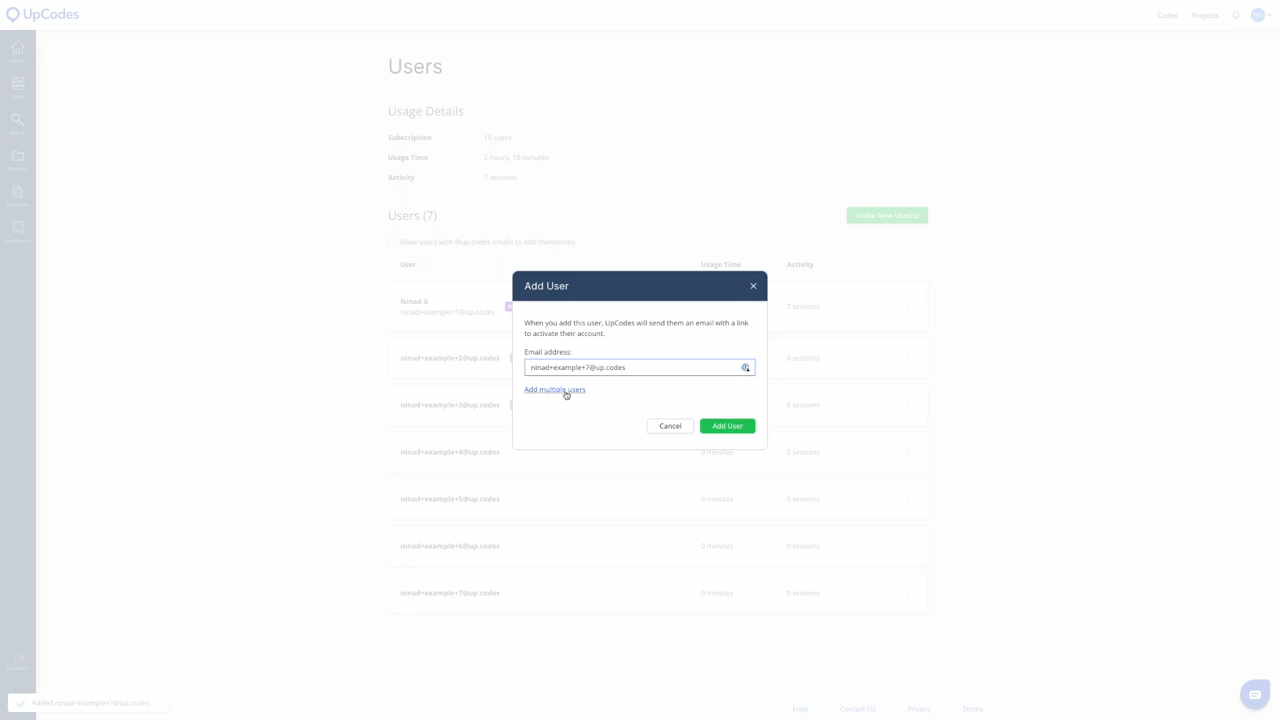 UpCodes
Codes
Projects
Users
Usage Details
Subscription 10 users
Usage Time 2 hours, 18 minutes
Activity 7 sessions
Users (7)
Invite New User(s)
Allow users with @up.codes emails to add themselves.
User Usage Time Activity
Ninad G
ninad+example+1@up.codes
7 sessions
ninad+example+2@up.codes 0 sessions
ninad+example+3@up.codes 0 sessions
ninad+example+4@up.codes 0 minutes 0 sessions
ninad+example+5@up.codes 0 minutes 0 sessions
ninad+example+6@up.codes 0 minutes 0 sessions
ninad+example+7@up.codes 0 minutes 0 sessions
Add User
When you add this user, UpCodes will send them an email with a link
to activate their account.
Email address:
ninad+example+7@up.codes
Add multiple users
Cancel
Add User
Feedback
Added ninad+example+7@up.codes
Help
Contact Us
Privacy
Terms